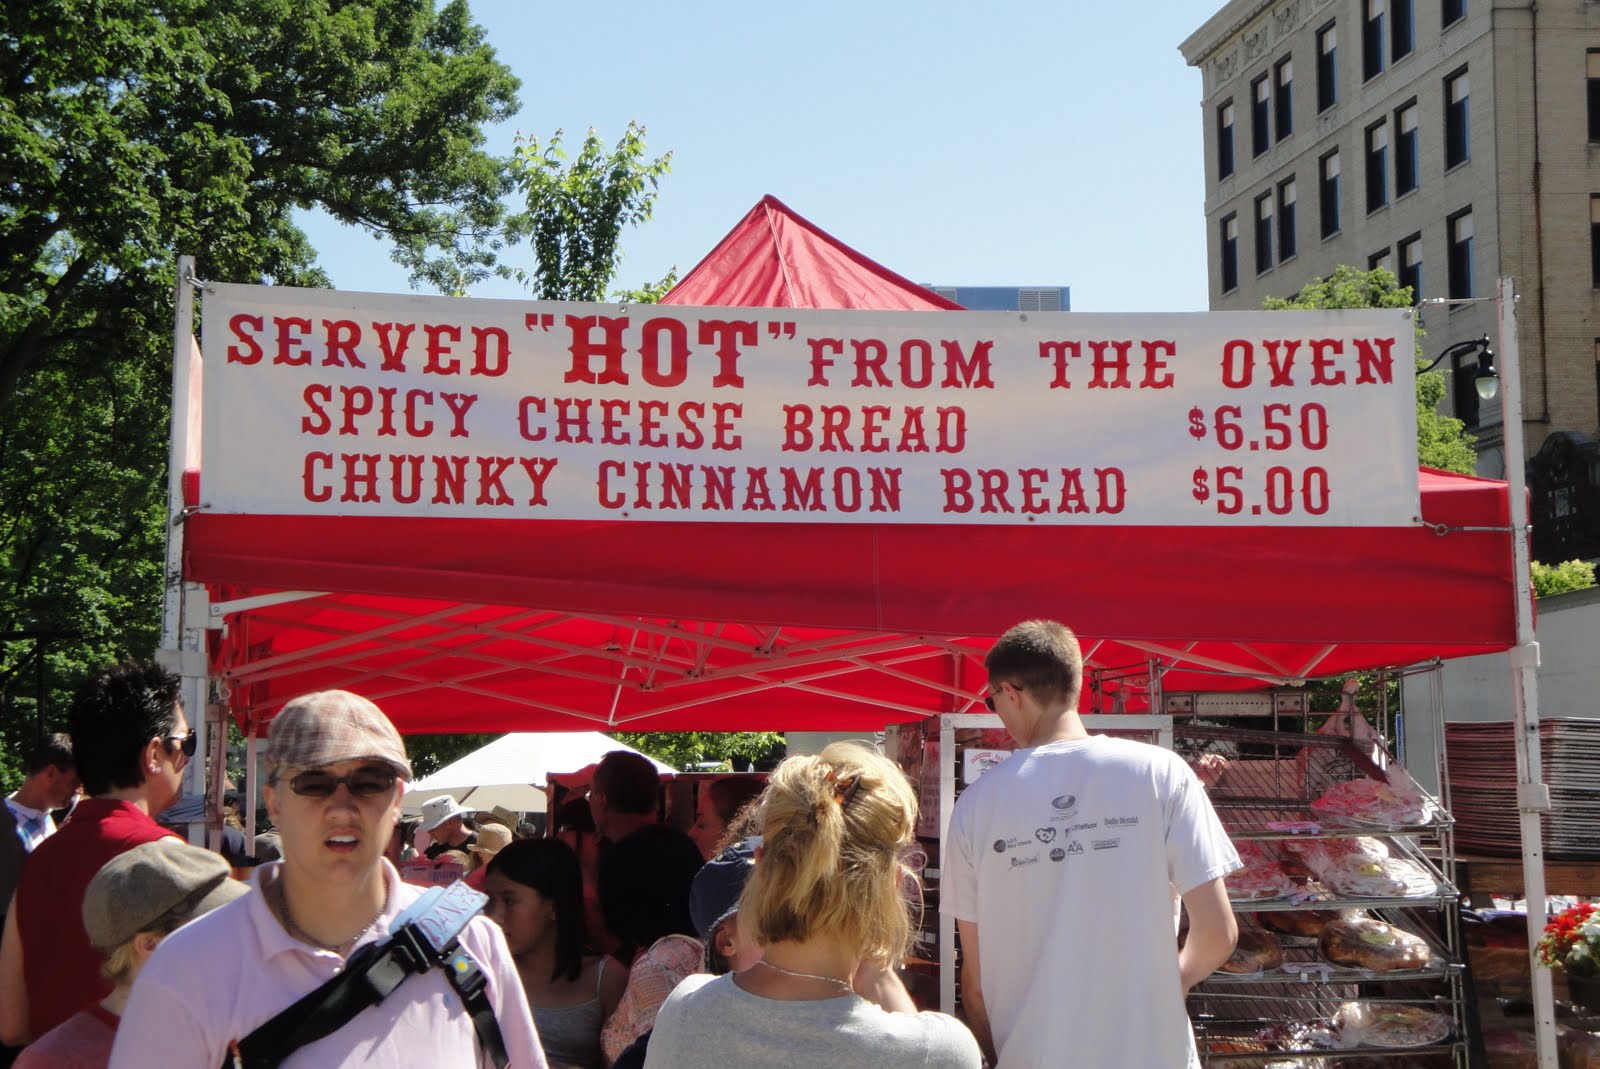 SERVED "HOT" FROM THE OVEN
SPICY CHEESE BREAD $6.50
CHUNKY CINNAMON BREAD $5.00